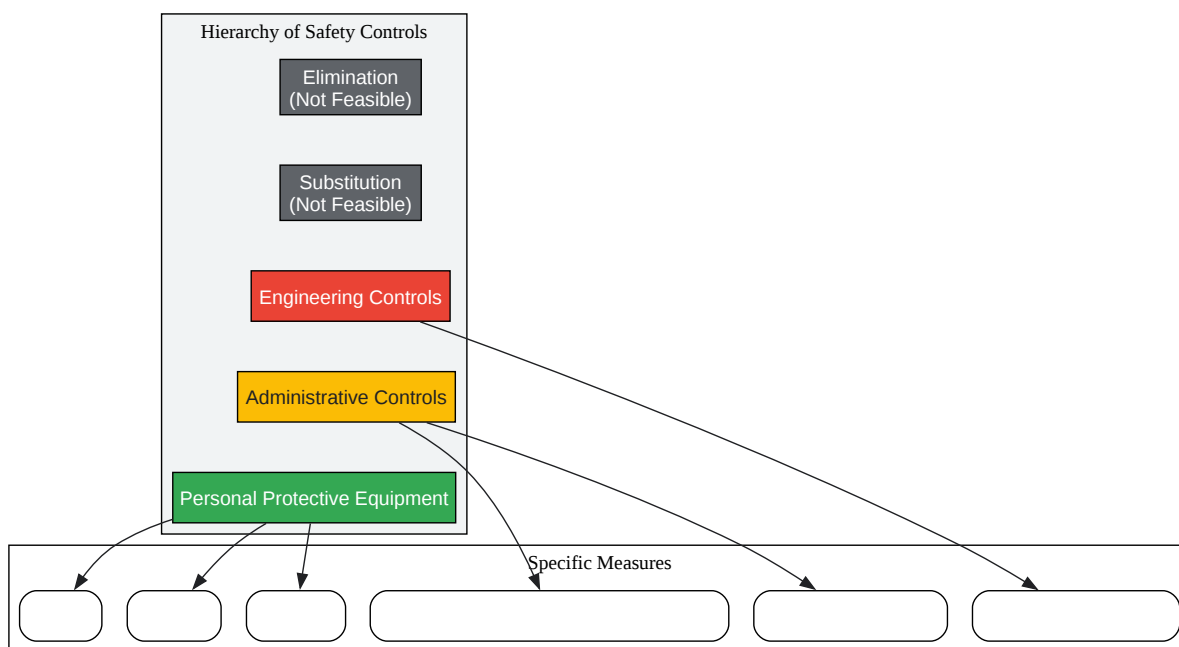 Hierarchy of Safety Controls
Elimination
(Not Feasible)
Substitution
(Not Feasible)
Engineering Controls
Administrative Controls
Personal Protective Equipment
Specific Measures